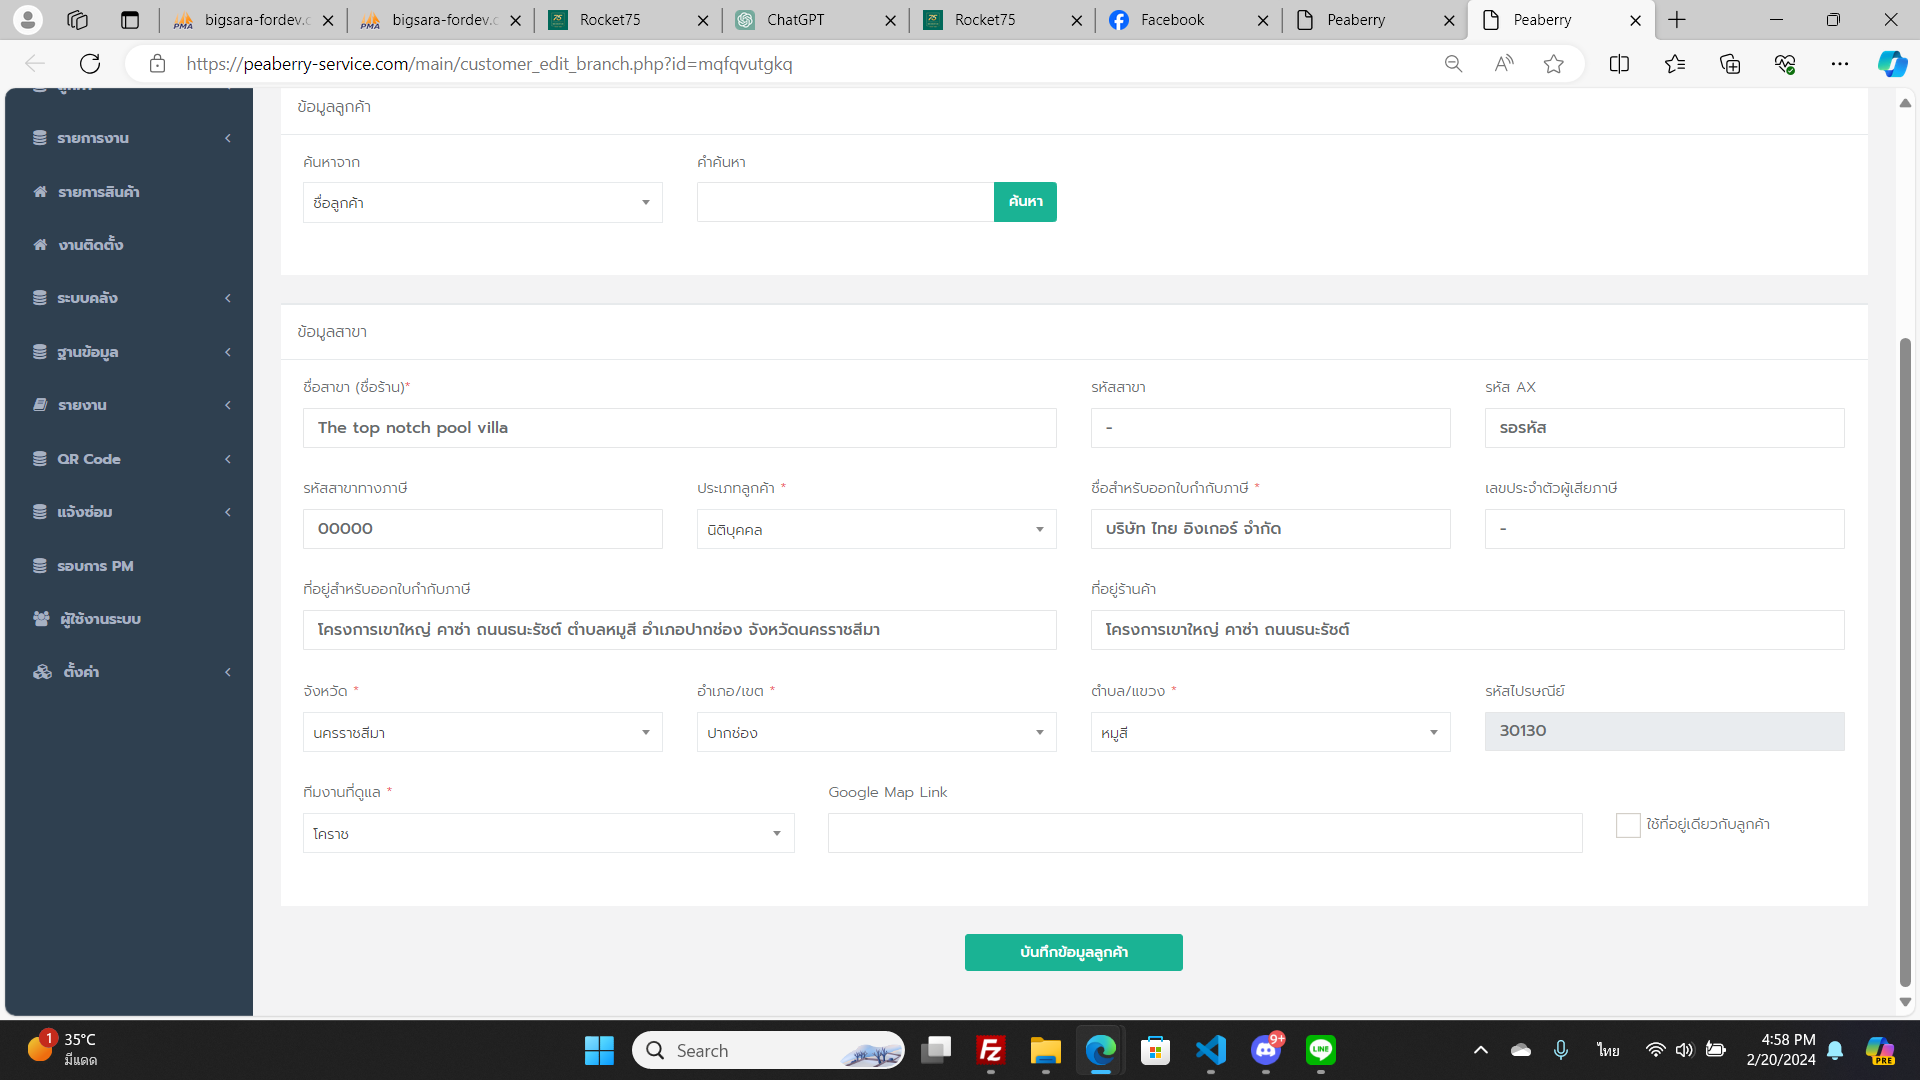 bigsara-fordev.c
bigsara-fordev.c
Rocket75
ChatGPT
Rocket75
Facebook
Peaberry
Peaberry
https://peaberry-service.com/main/customer_edit_branch.php?id=mqfqvutgkq
ลูกค้า
รายการงาน
รายการสินค้า
งานติดตั้ง
ระบบคลัง
ฐานข้อมูล
รายงาน
QR Code
แจ้งซ่อม
รอบการ PM
ผู้ใช้งานระบบ
ตั้งค่า
ข้อมูลลูกค้า
ค้นหาจาก
คำค้นหา
ชื่อลูกค้า
ค้นหา
ข้อมูลสาขา
ชื่อสาขา (ชื่อร้าน)*
รหัสสาขา
รหัส AX
The top notch pool villa
-
รอรหัส
รหัสสาขาทางภาษี
ประเภทลูกค้า *
ชื่อสำหรับออกใบกำกับภาษี *
เลขประจำตัวผู้เสียภาษี
00000
นิติบุคคล
บริษัท ไทย อิงเกอร์ จำกัด
-
ที่อยู่สำหรับออกใบกำกับภาษี
ที่อยู่ร้านค้า
โครงการเขาใหญ่ คาซ่า ถนนธนะรัชต์ ตำบลหมูสี อำเภอปากช่อง จังหวัดนครราชสีมา
โครงการเขาใหญ่ คาซ่า ถนนธนะรัชต์
จังหวัด *
อำเภอ/เขต *
ตำบล/แขวง *
รหัสไปรษณีย์
นครราชสีมา
ปากช่อง
หมูสี
30130
ทีมงานที่ดูแล *
Google Map Link
โคราช
ใช้ที่อยู่เดียวกับลูกค้า
บันทึกข้อมูลลูกค้า
1
35°C
มีแดด
Search
9+
ไทย
4:58 PM
2/20/2024
PRE